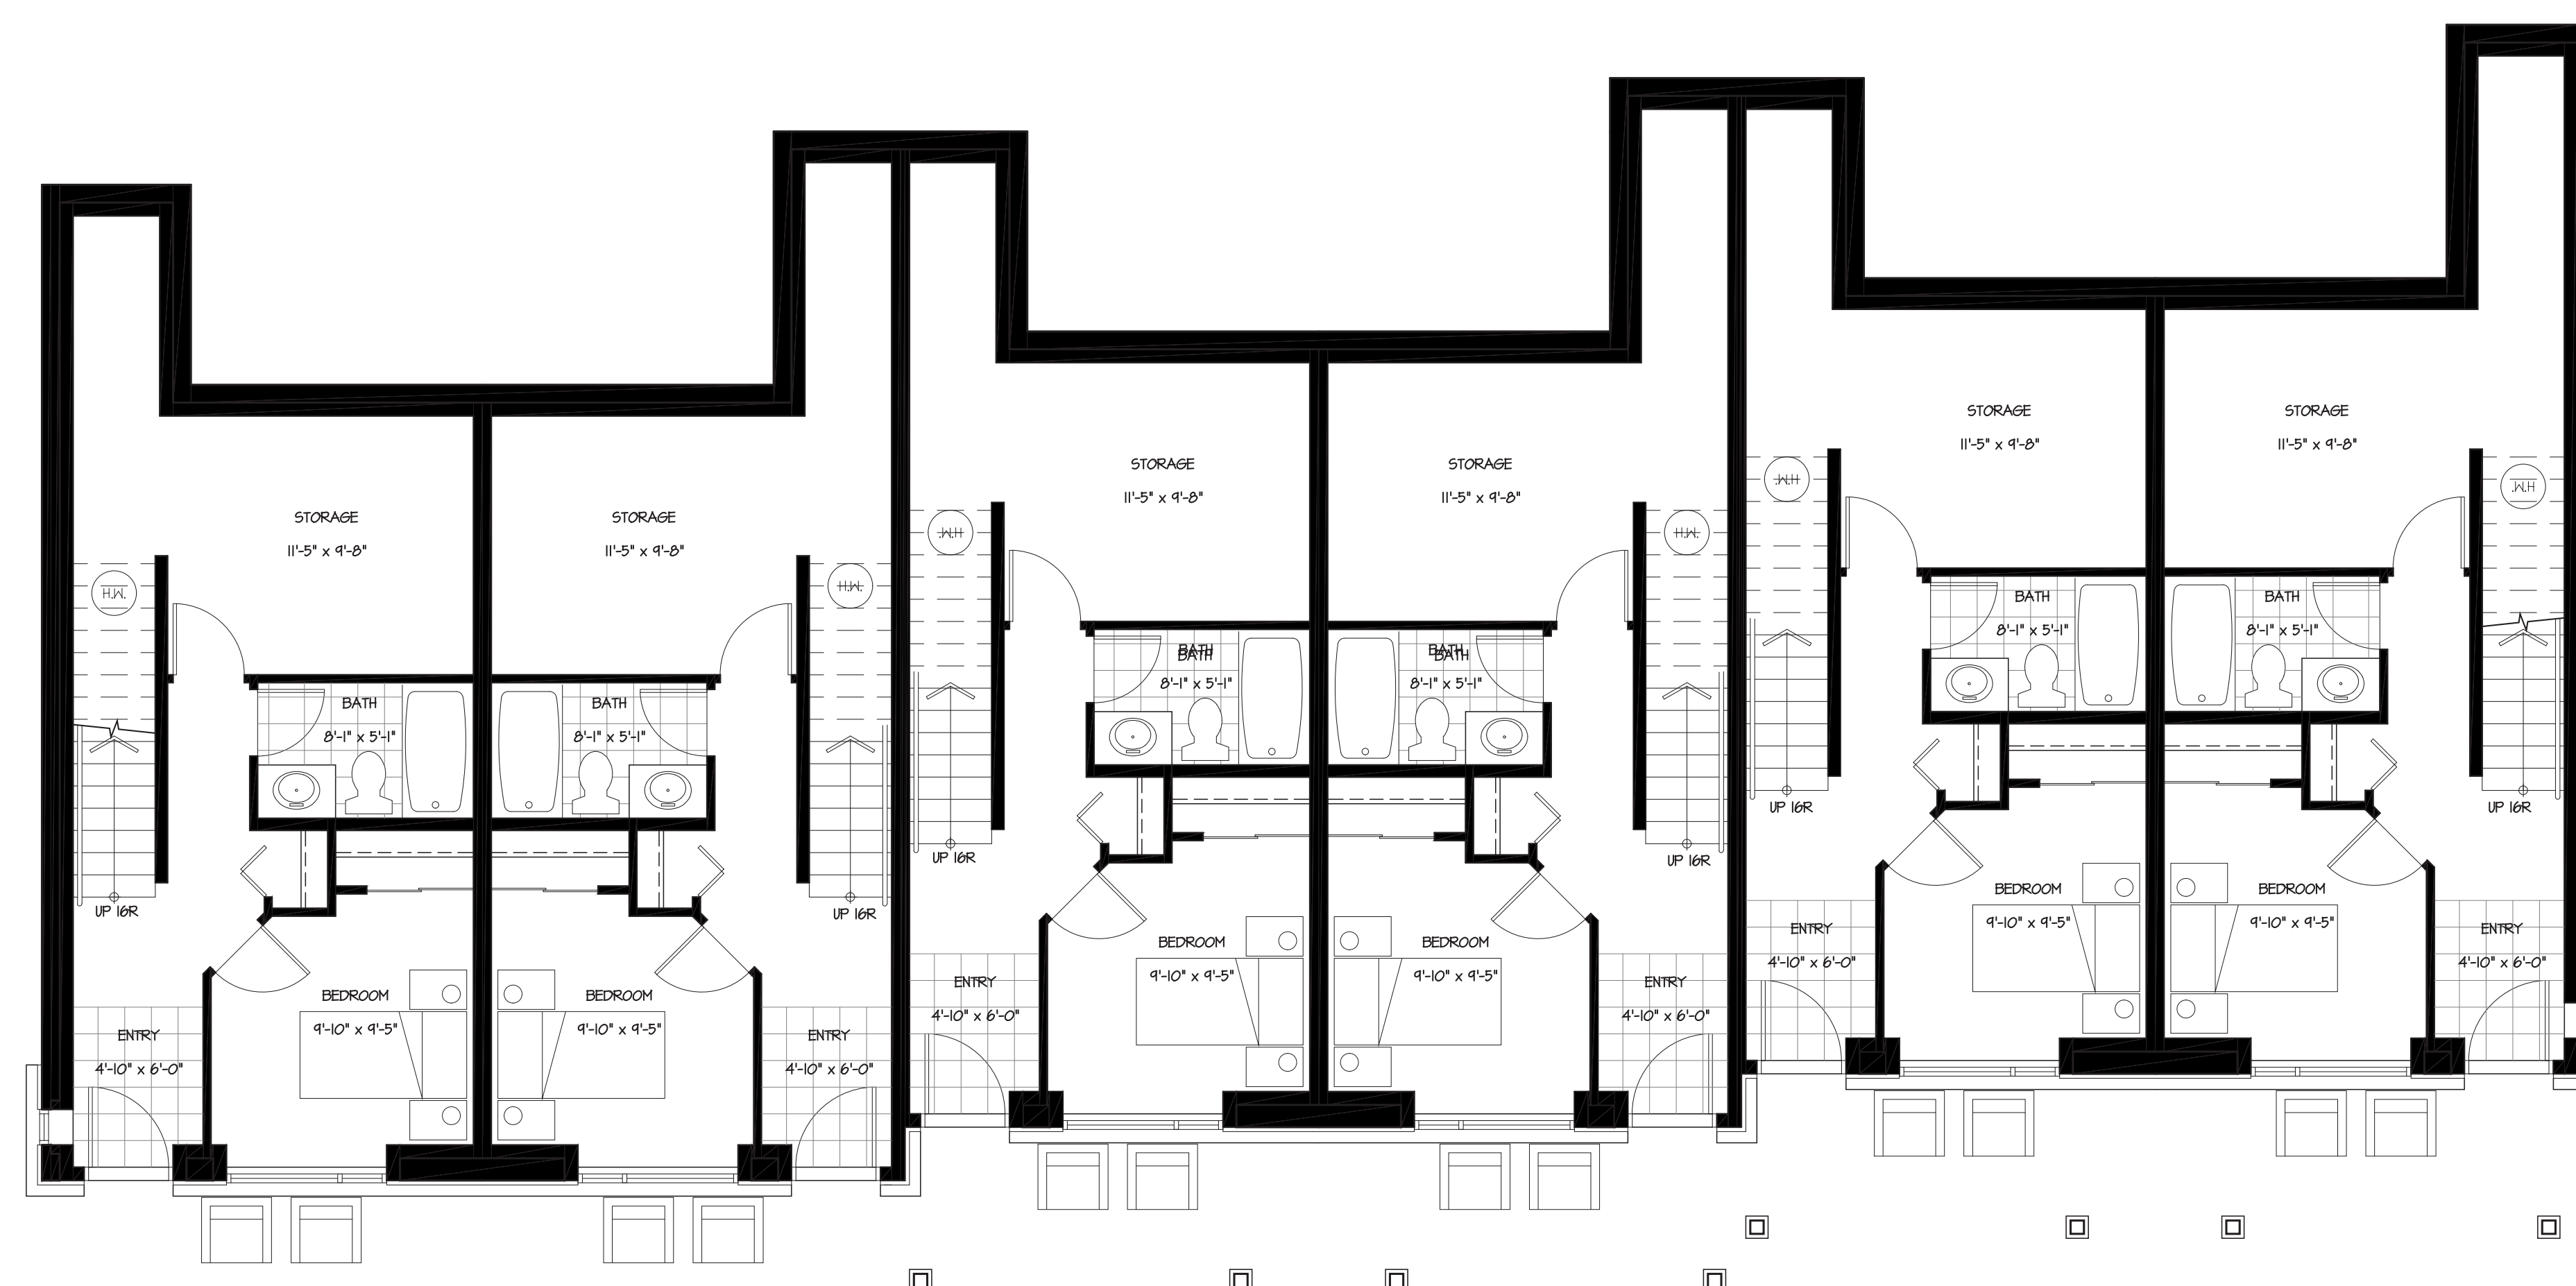 STORAGE
11'-5" x 9'-8"
H.W.
BATH
8'-1" x 5'-1"
UP 16R
BEDROOM
9'-10" x 9'-5"
ENTRY
4'-10" x 6'-0"
STORAGE
11'-5" x 9'-8"
H.W.
BATH
8'-1" x 5'-1"
UP 16R
BEDROOM
9'-10" x 9'-5"
ENTRY
4'-10" x 6'-0"
STORAGE
11'-5" x 9'-8"
H.W.
BATH
BATH
8'-1" x 5'-1"
UP 16R
BEDROOM
9'-10" x 9'-5"
ENTRY
4'-10" x 6'-0"
STORAGE
11'-5" x 9'-8"
H.W.
BATH
BATH
8'-1" x 5'-1"
UP 16R
BEDROOM
9'-10" x 9'-5"
ENTRY
4'-10" x 6'-0"
STORAGE
11'-5" x 9'-8"
H.W.
BATH
8'-1" x 5'-1"
UP 16R
BEDROOM
9'-10" x 9'-5"
ENTRY
4'-10" x 6'-0"
STORAGE
11'-5" x 9'-8"
H.W.
BATH
8'-1" x 5'-1"
UP 16R
BEDROOM
9'-10" x 9'-5"
ENTRY
4'-10" x 6'-0"